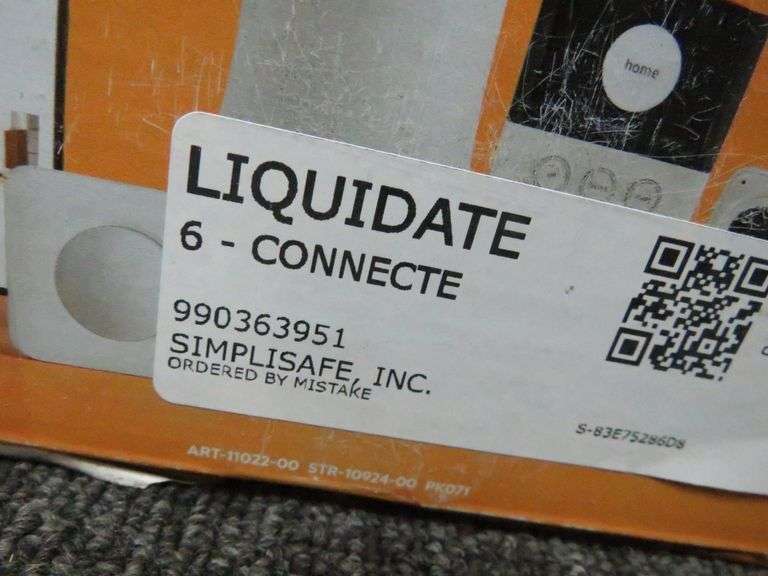 home
LIQUIDATE
6 - CONNECTE
990363951
SIMPLISAFE, INC.
ORDERED BY MISTAKE
S-83E75286D8
ART-11022-00 STR-10924-00 PK071